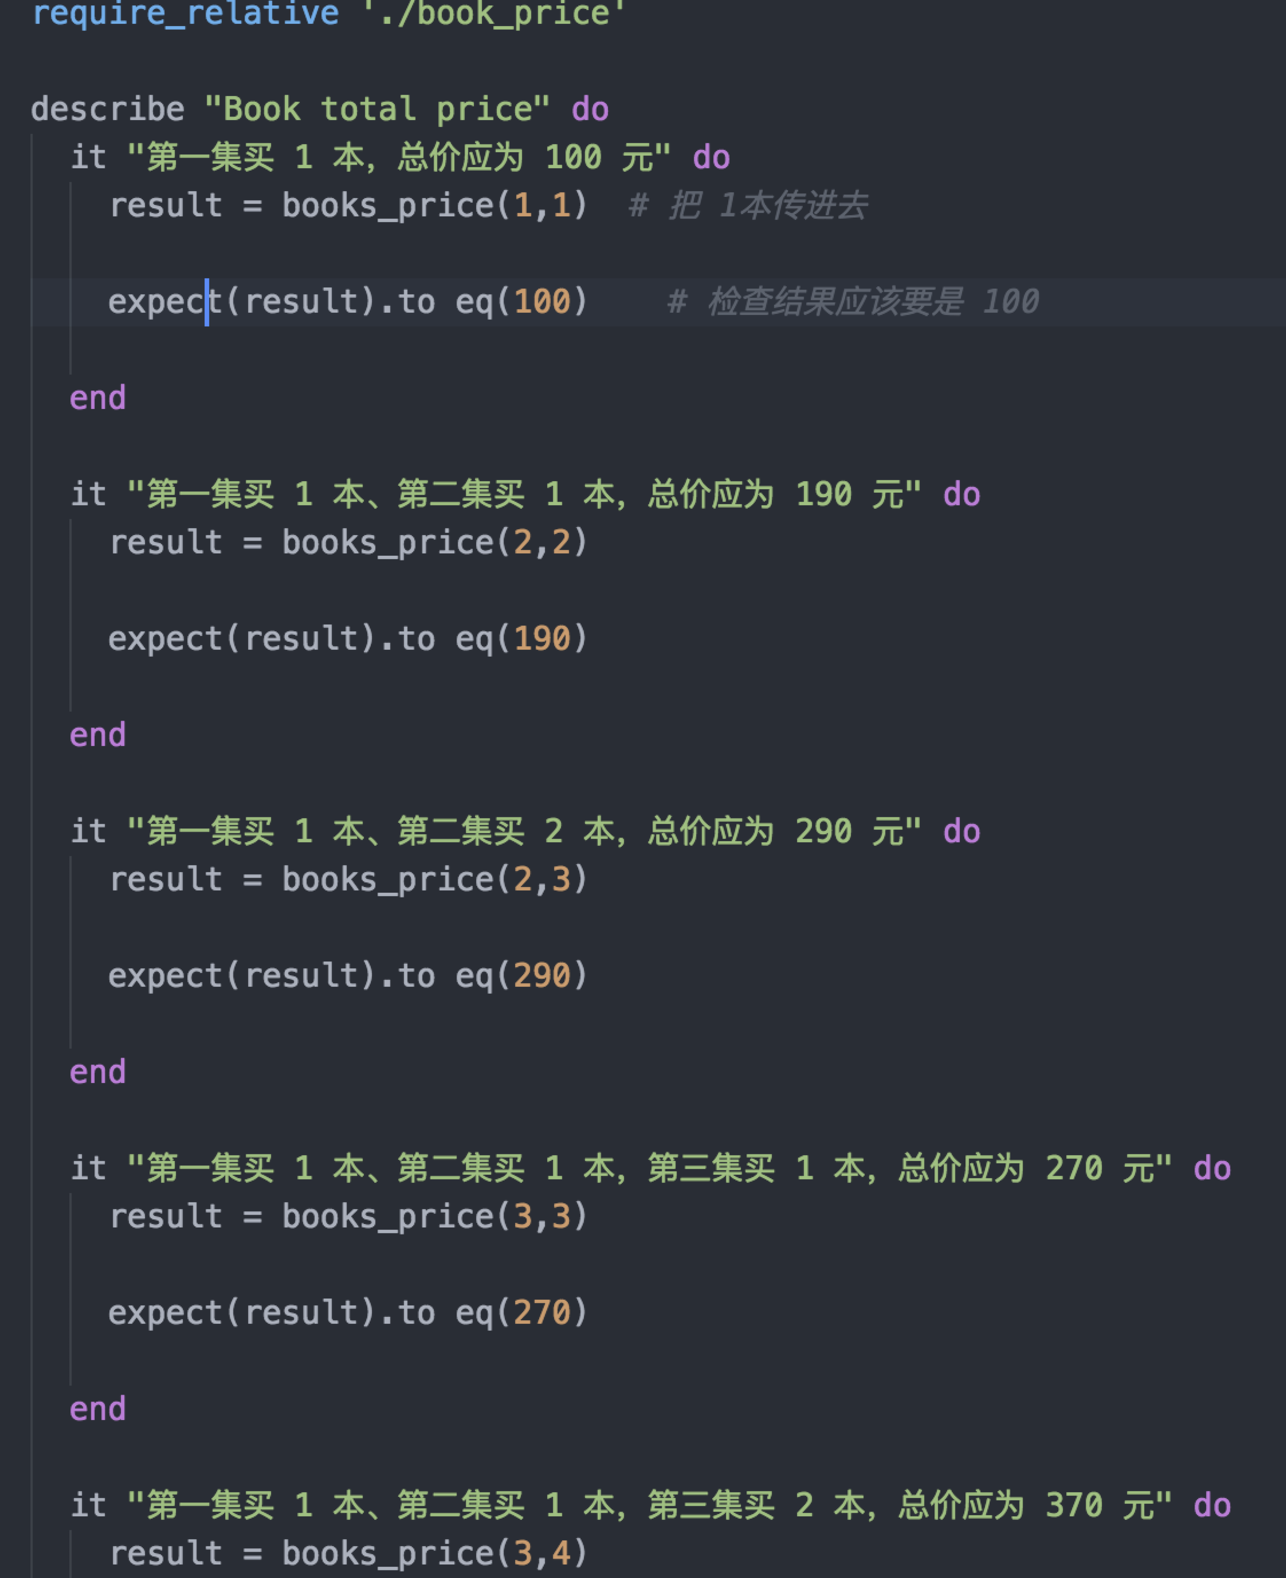 require_relative './book_price'
describe "Book total price" do
it "第一集买 1 本，总价应为 100 元" do
result = books_price(1,1)  # 把 1本传进去
expect(result).to eq(100)    # 检查结果应该要是 100
end
it "第一集买 1 本、第二集买 1 本，总价应为 190 元" do
result = books_price(2,2)
expect(result).to eq(190)
end
it "第一集买 1 本、第二集买 2 本，总价应为 290 元" do
result = books_price(2,3)
expect(result).to eq(290)
end
it "第一集买 1 本、第二集买 1 本，第三集买 1 本，总价应为 270 元" do
result = books_price(3,3)
expect(result).to eq(270)
end
it "第一集买 1 本、第二集买 1 本，第三集买 2 本，总价应为 370 元" do
result = books_price(3,4)